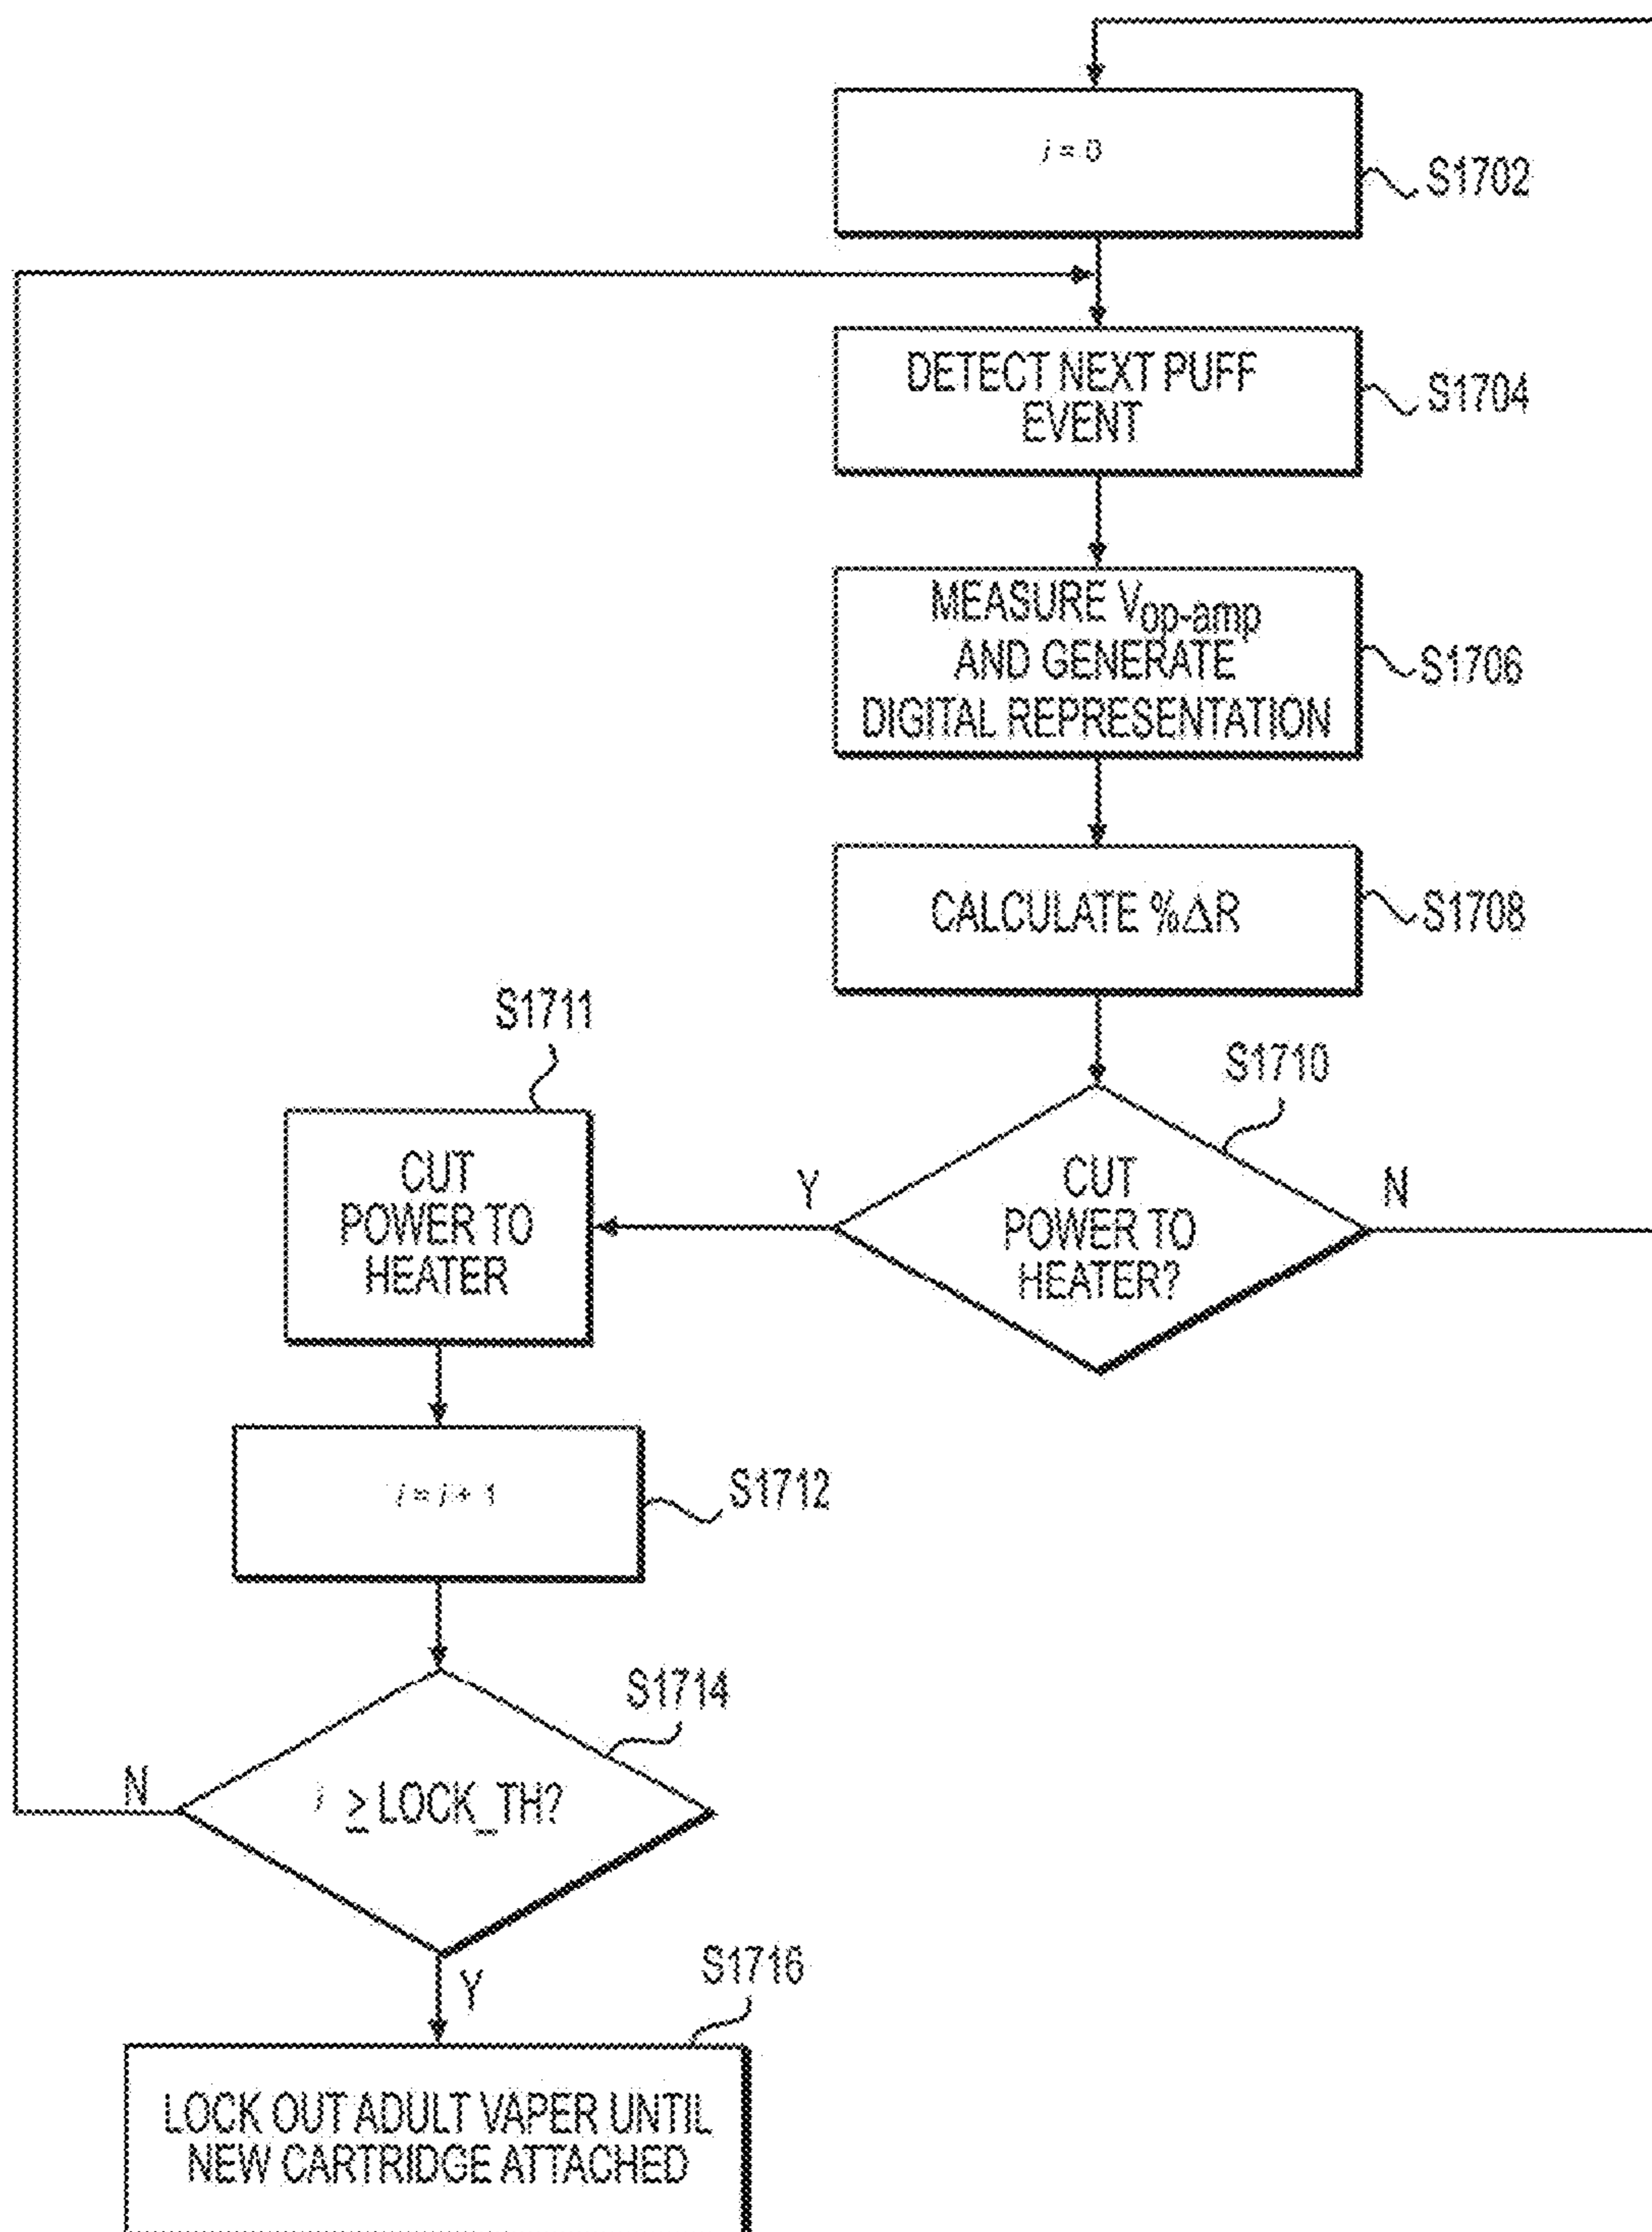 i = 0
S1702
DETECT NEXT PUFF
EVENT
S1704
MEASURE Vop-amp
AND GENERATE
DIGITAL REPRESENTATION
S1706
CALCULATE %ΔR
S1708
S1711
S1710
CUT
POWER TO
HEATER
Y
CUT
POWER TO
HEATER?
N
i = i + 1
S1712
S1714
N
i ≥ LOCK_TH?
Y
S1716
LOCK OUT ADULT VAPER UNTIL
NEW CARTRIDGE ATTACHED